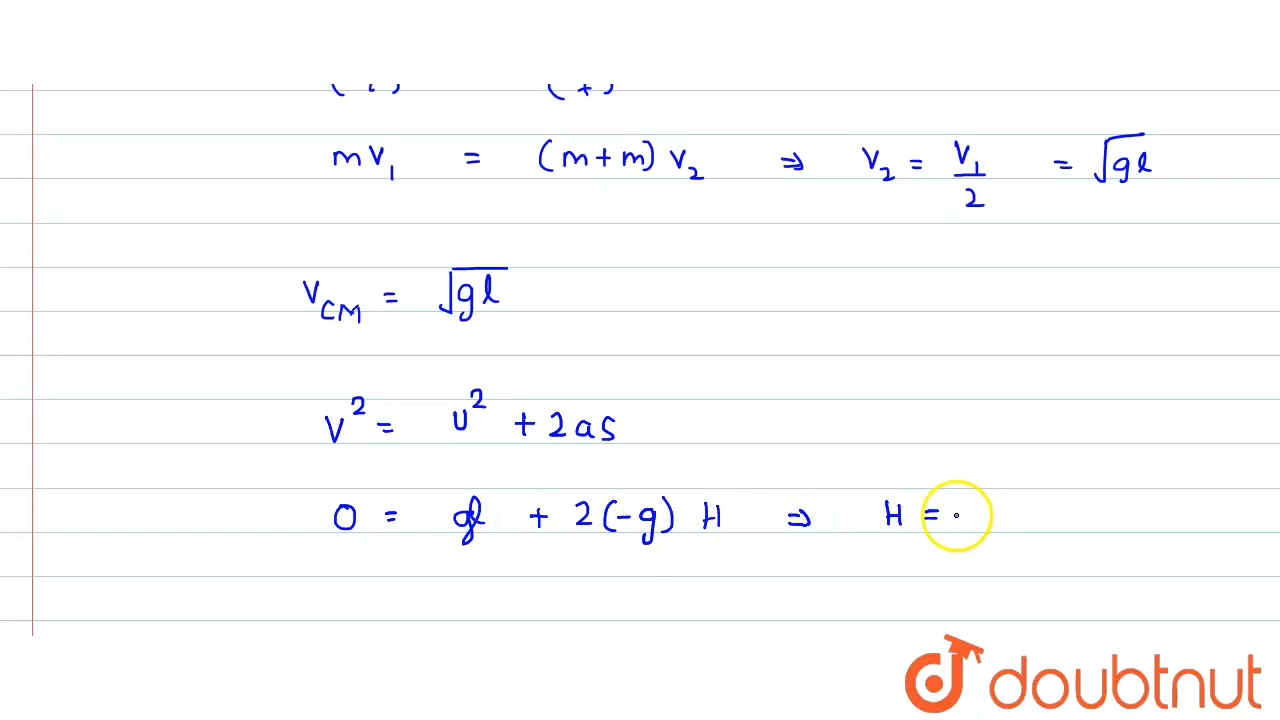 mV₁ = (m+m) V₂ ⇒ V₂ = V₁/2 = √gl
V_CM = √gl
V² = U² + 2as
0 = gl + 2(-g) H ⇒ H =
doubtnut